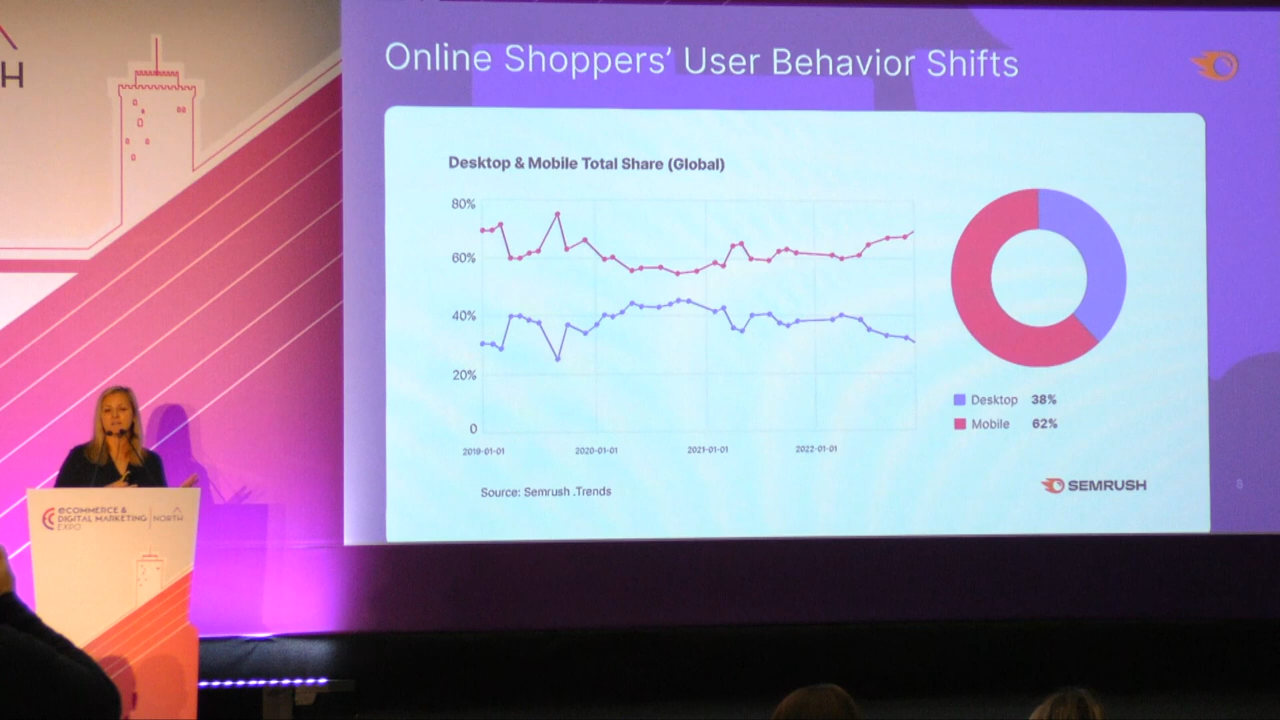 H
Online Shoppers’ User Behavior Shifts
Desktop & Mobile Total Share (Global)
80%
60%
40%
20%
0
2019-01-01 2020-01-01 2021-01-01 2022-01-01
Desktop 38%
Mobile 62%
Source: Semrush .Trends
SEMRUSH
8
eCOMMERCE &
DIGITAL MARKETING
EXPO
NORTH